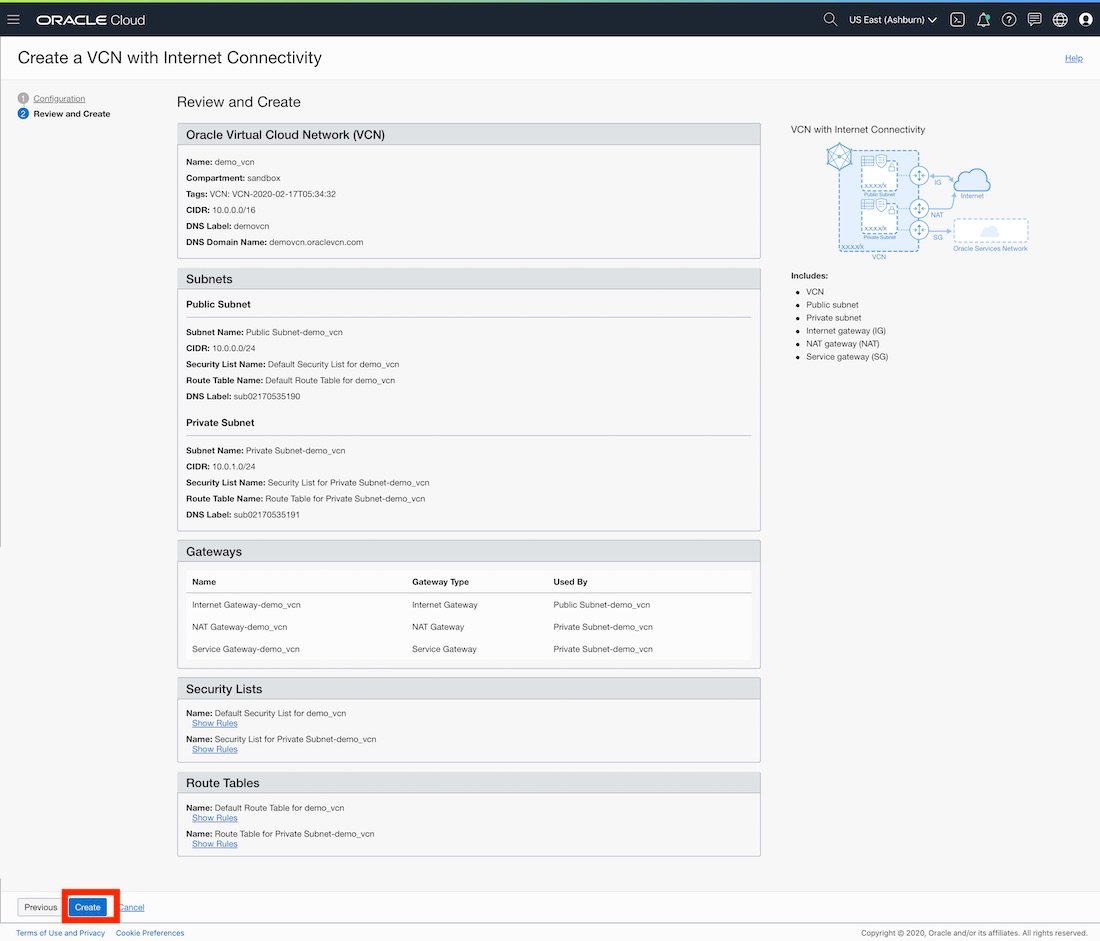 ORACLE Cloud
US East (Ashburn)
Create a VCN with Internet Connectivity
Help
1 Configuration
2 Review and Create
Review and Create
Oracle Virtual Cloud Network (VCN)
Name: demo_vcn
Compartment: sandbox
Tags: VCN: VCN-2020-02-17T05:34:32
CIDR: 10.0.0.0/16
DNS Label: demovcn
DNS Domain Name: demovcn.oraclevcn.com
Subnets
Public Subnet
Subnet Name: Public Subnet-demo_vcn
CIDR: 10.0.0.0/24
Security List Name: Default Security List for demo_vcn
Route Table Name: Default Route Table for demo_vcn
DNS Label: sub02170535190
Private Subnet
Subnet Name: Private Subnet-demo_vcn
CIDR: 10.0.1.0/24
Security List Name: Security List for Private Subnet-demo_vcn
Route Table Name: Route Table for Private Subnet-demo_vcn
DNS Label: sub02170535191
Gateways
Name Gateway Type Used By
Internet Gateway-demo_vcn Internet Gateway Public Subnet-demo_vcn
NAT Gateway-demo_vcn NAT Gateway Private Subnet-demo_vcn
Service Gateway-demo_vcn Service Gateway Private Subnet-demo_vcn
Security Lists
Name: Default Security List for demo_vcn
Show Rules
Name: Security List for Private Subnet-demo_vcn
Show Rules
Route Tables
Name: Default Route Table for demo_vcn
Show Rules
Name: Route Table for Private Subnet-demo_vcn
Show Rules
VCN with Internet Connectivity
X.X.X.X/X
Public Subnet
IG
Internet
NAT
X.X.X.X/X
Private Subnet
SG
X.X.X.X/X
Oracle Services Network
VCN
Includes:
• VCN
• Public subnet
• Private subnet
• Internet gateway (IG)
• NAT gateway (NAT)
• Service gateway (SG)
Previous Create Cancel
Terms of Use and Privacy Cookie Preferences
Copyright © 2020, Oracle and/or its affiliates. All rights reserved.